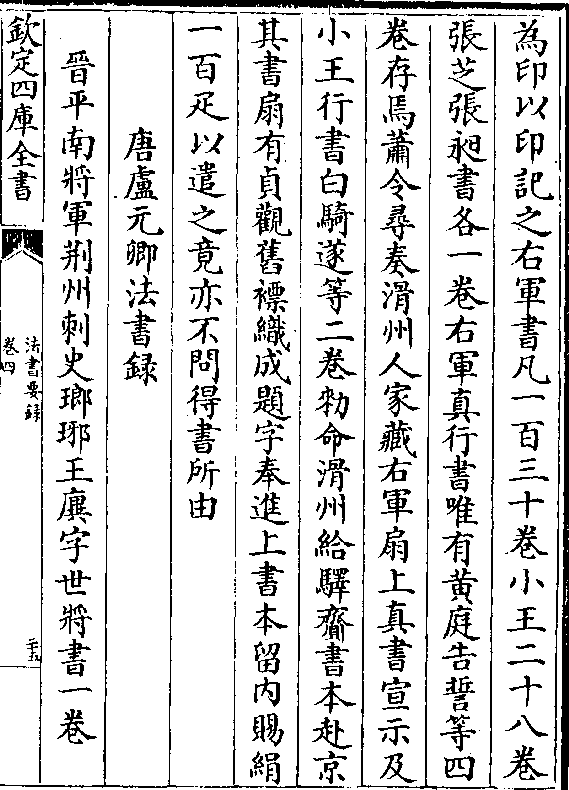 為印以印記之右軍書凡一百三十卷小王二十八卷
張芝張昶書各一卷右軍真行書唯有黄庭告誓等四
卷存焉蕭令尋奏滑州人家藏右軍扇上真書宣示及
小王行書白騎遂等二卷勑命滑州給驛齎書本赴京
其書扇有貞觀舊褾織成題字奉進上書本留内賜絹
一百疋以遣之竟亦不問得書所由
唐盧元卿法書録
晉平南將軍荆州刺史瑯琊王廙字世將書一卷
欽定四庫全書
法書要録
卷四
二十九